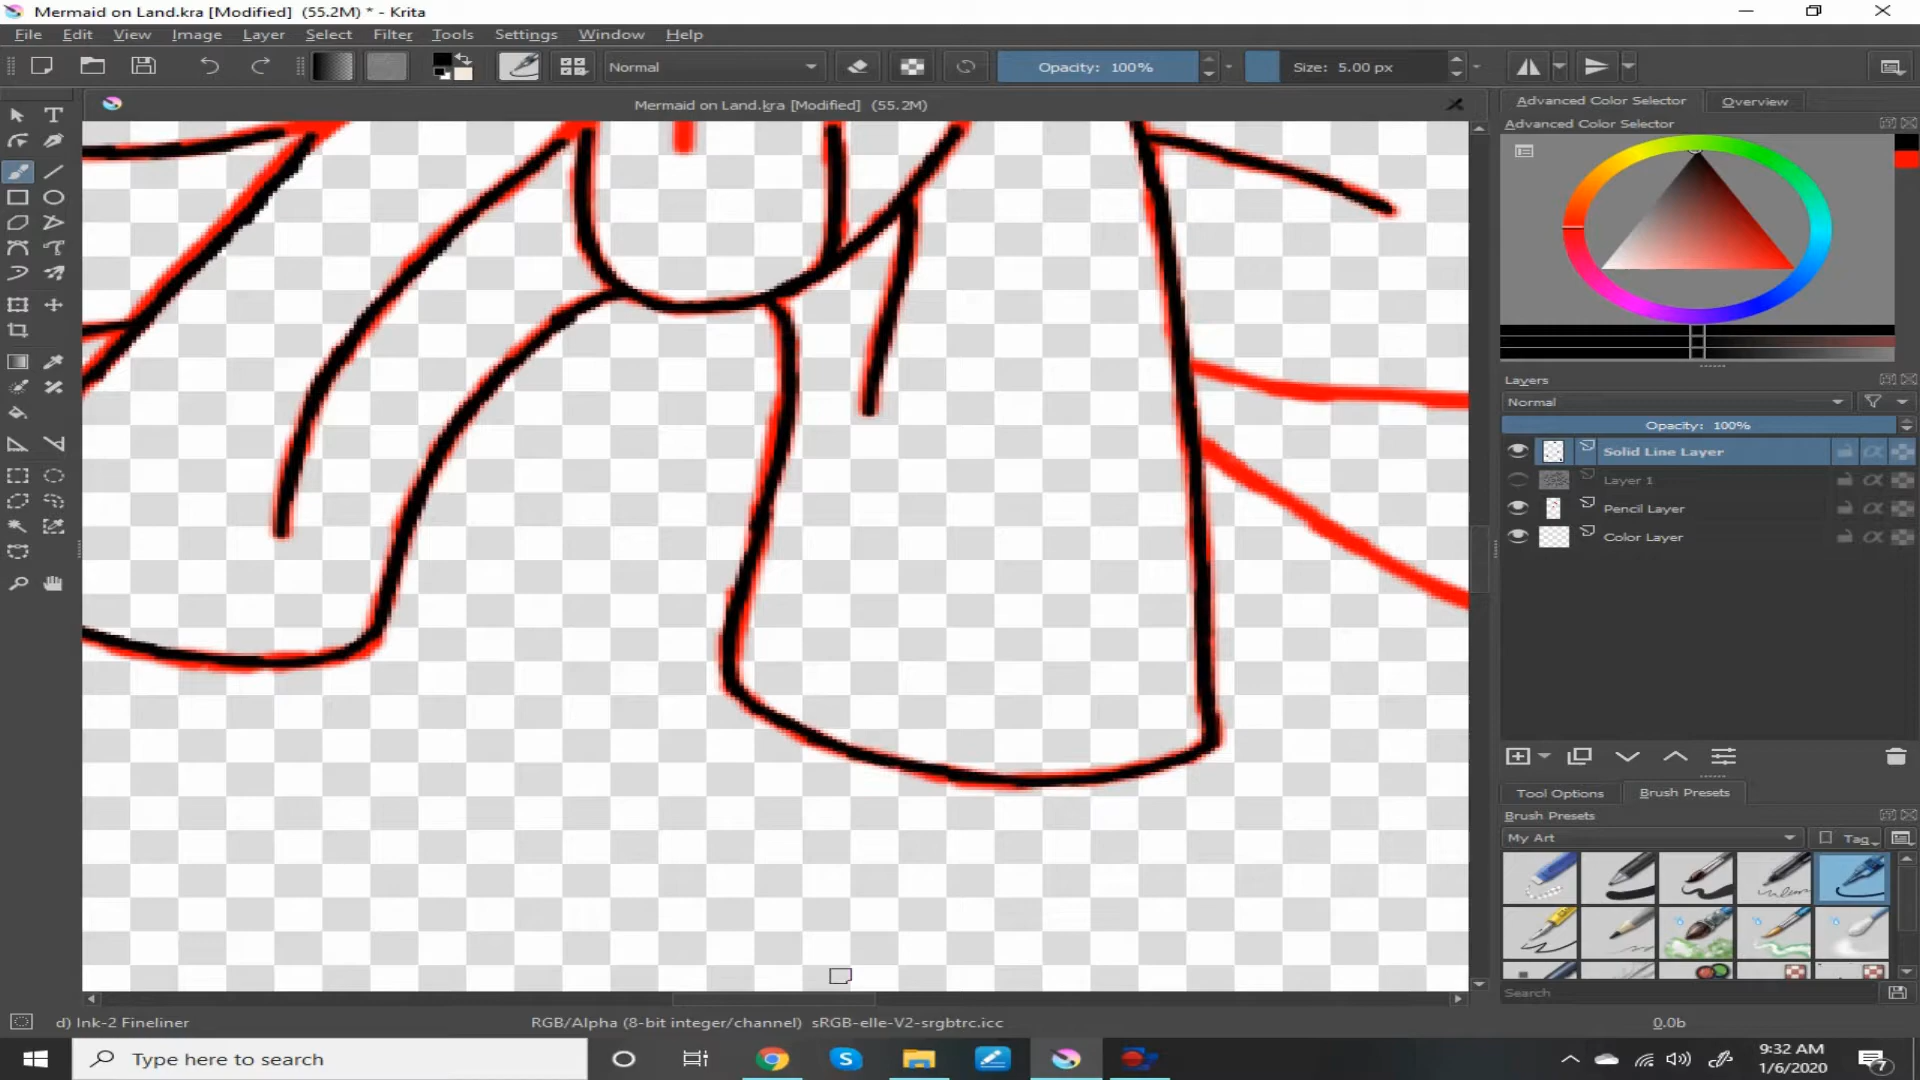 Mermaid on Land.kra [Modified] (55.2M) * - Krita
File Edit View Image Layer Select Filter Tools Settings Window Help
Normal Opacity: 100% Size: 5.00 px
Mermaid on Land.kra [Modified] (55.2M)
Advanced Color Selector Overview
Advanced Color Selector
Layers
Normal
Opacity: 100%
Solid Line Layer
Layer 1
Pencil Layer
Color Layer
Tool Options Brush Presets
Brush Presets
My Art Tag
Search
d) Ink-2 Fineliner RGB/Alpha (8-bit integer/channel) sRGB-elle-V2-srgbtrc.icc 0.0b
Type here to search
9:32 AM
1/6/2020
7